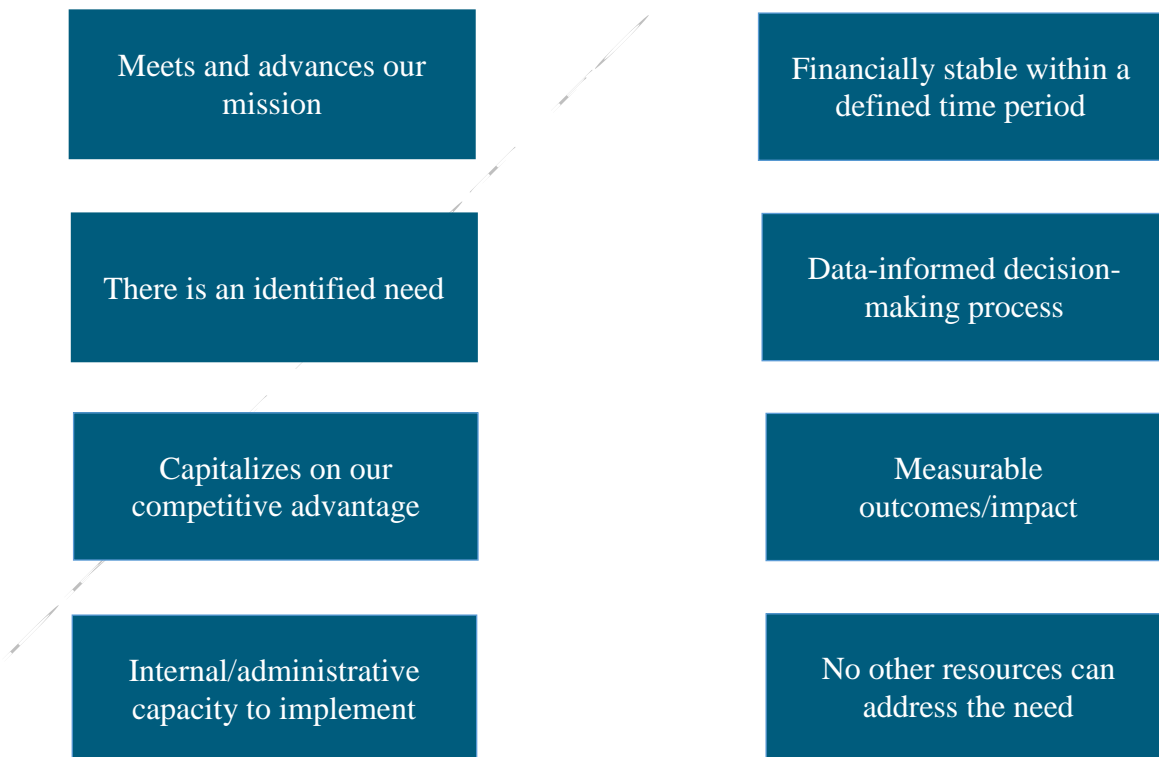 Meets and advances our
mission
There is an identified need
Capitalizes on our
competitive advantage
Internal/administrative
capacity to implement
Financially stable within a
defined time period
Data-informed decision-
making process
Measurable
outcomes/impact
No other resources can
address the need